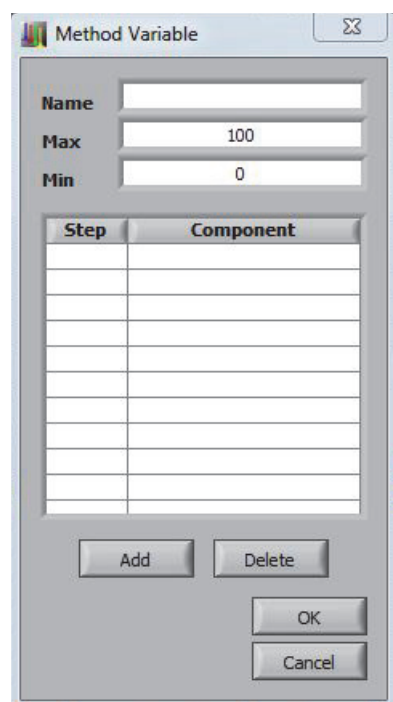 Method Variable
Name
Max 100
Min 0
Step Component
Add Delete
OK
Cancel